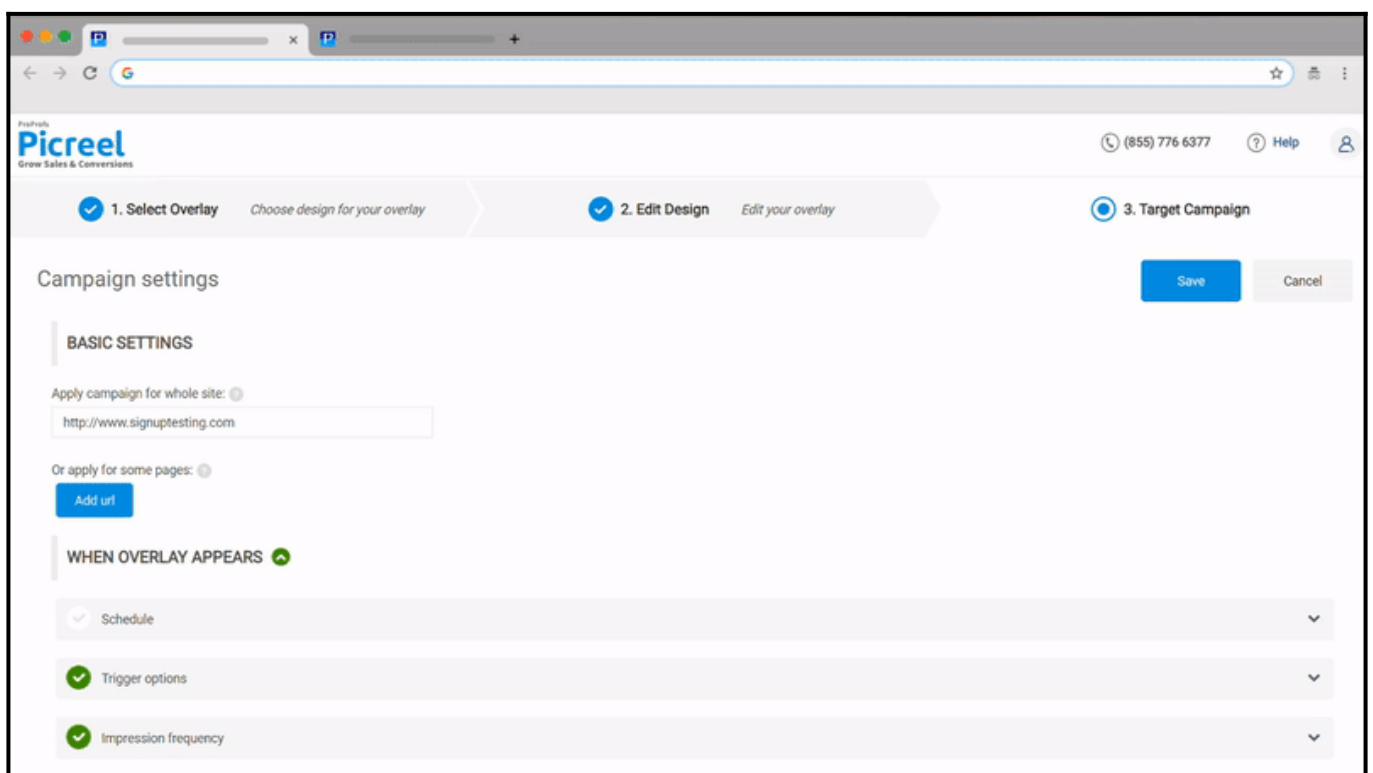 ProProfs
Picreel
Grow Sales & Conversions
(855) 776 6377
? Help
1. Select Overlay Choose design for your overlay
2. Edit Design Edit your overlay
3. Target Campaign
Campaign settings
Save
Cancel
BASIC SETTINGS
Apply campaign for whole site: ?
http://www.signuptesting.com
Or apply for some pages: ?
Add url
WHEN OVERLAY APPEARS
Schedule
Trigger options
Impression frequency